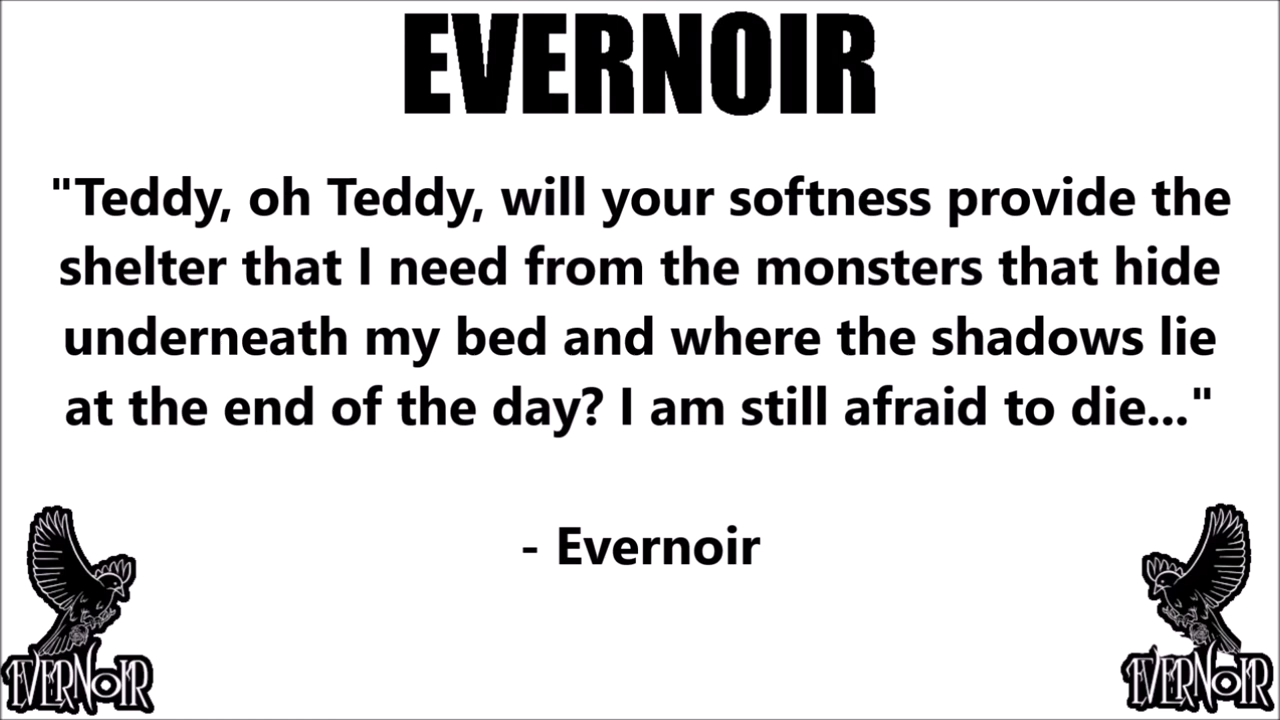 EVERNOIR
"Teddy, oh Teddy, will your softness provide the
shelter that I need from the monsters that hide
underneath my bed and where the shadows lie
at the end of the day? I am still afraid to die..."
- Evernoir
EVERNOIR
EVERNOIR